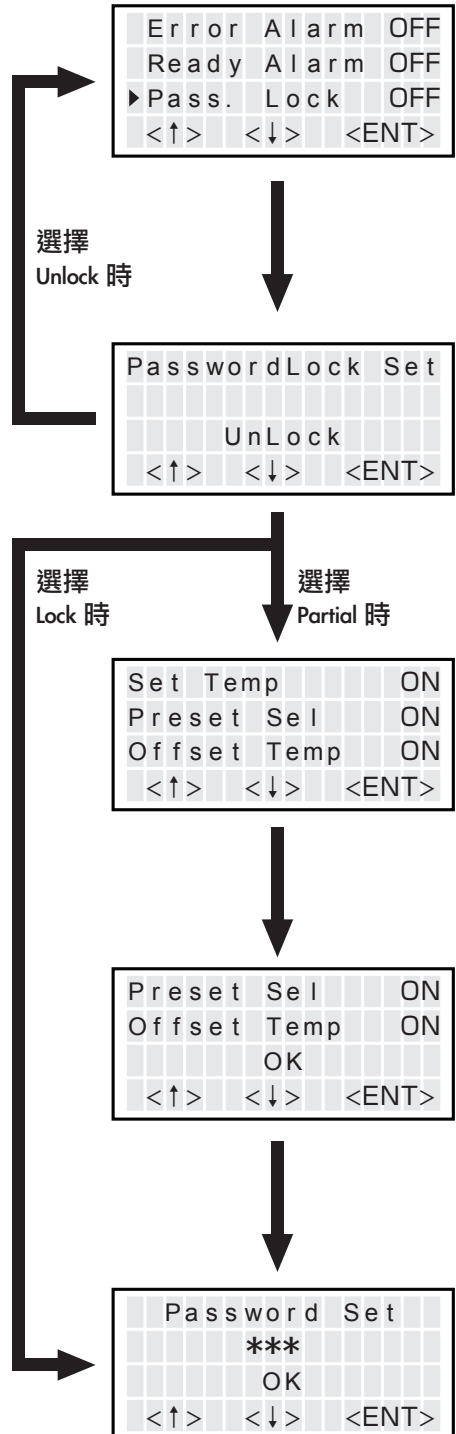 Error Alarm OFF
Ready Alarm OFF
▶Pass. Lock OFF
<↑> <↓> <ENT>
選擇
Unlock 時
PasswordLock Set
UnLock
<↑> <↓> <ENT>
選擇
Lock 時
選擇
Partial 時
Set Temp ON
Preset Sel ON
Offset Temp ON
<↑> <↓> <ENT>
Preset Sel ON
Offset Temp ON
OK
<↑> <↓> <ENT>
Password Set
***
OK
<↑> <↓> <ENT>